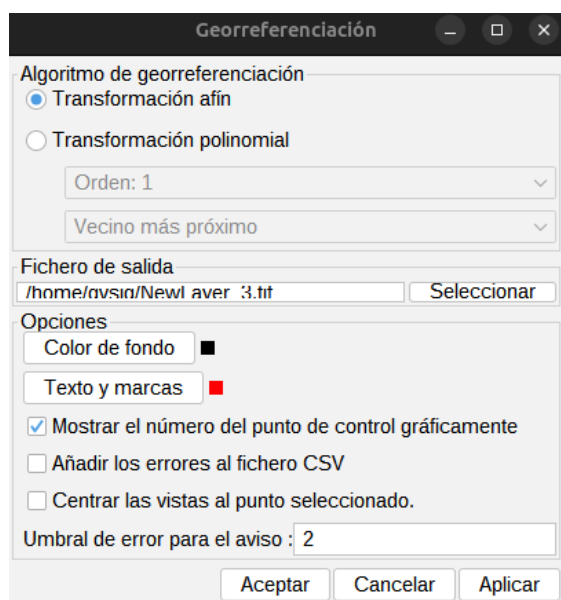 Georreferenciación
Algoritmo de georreferenciación
Transformación afín
Transformación polinomial
Orden: 1
Vecino más próximo
Fichero de salida
/home/gvsig/NewLayer_3.tif
Seleccionar
Opciones
Color de fondo
Texto y marcas
Mostrar el número del punto de control gráficamente
Añadir los errores al fichero CSV
Centrar las vistas al punto seleccionado.
Umbral de error para el aviso : 2
Aceptar Cancelar Aplicar